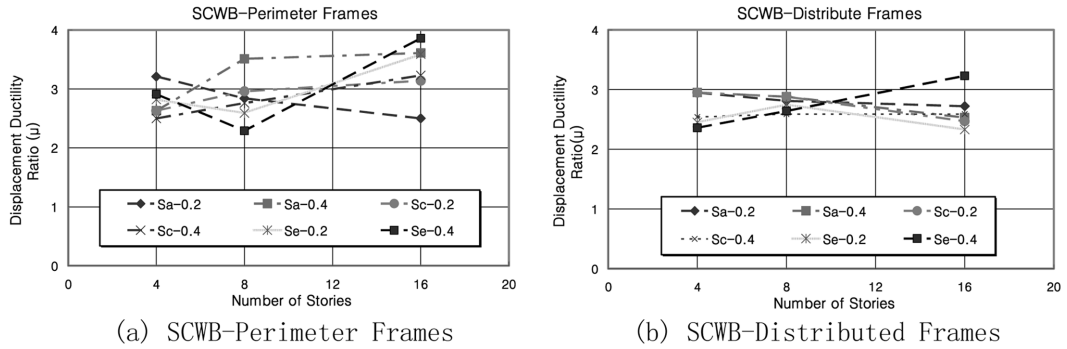 SCWB-Perimeter Frames
4
3
2
1
0
Displacement Ductility
Ratio (μ)
Sa-0.2 Sa-0.4 Sc-0.2
Sc-0.4 Se-0.2 Se-0.4
0 4 8 12 16 20
Number of Stories
(a) SCWB-Perimeter Frames
SCWB-Distribute Frames
4
3
2
1
0
Displacement Ductility
Ratio(μ)
Sa-0.2 Sa-0.4 Sc-0.2
Sc-0.4 Se-0.2 Se-0.4
0 4 8 12 16 20
Number of Stories
(b) SCWB-Distributed Frames